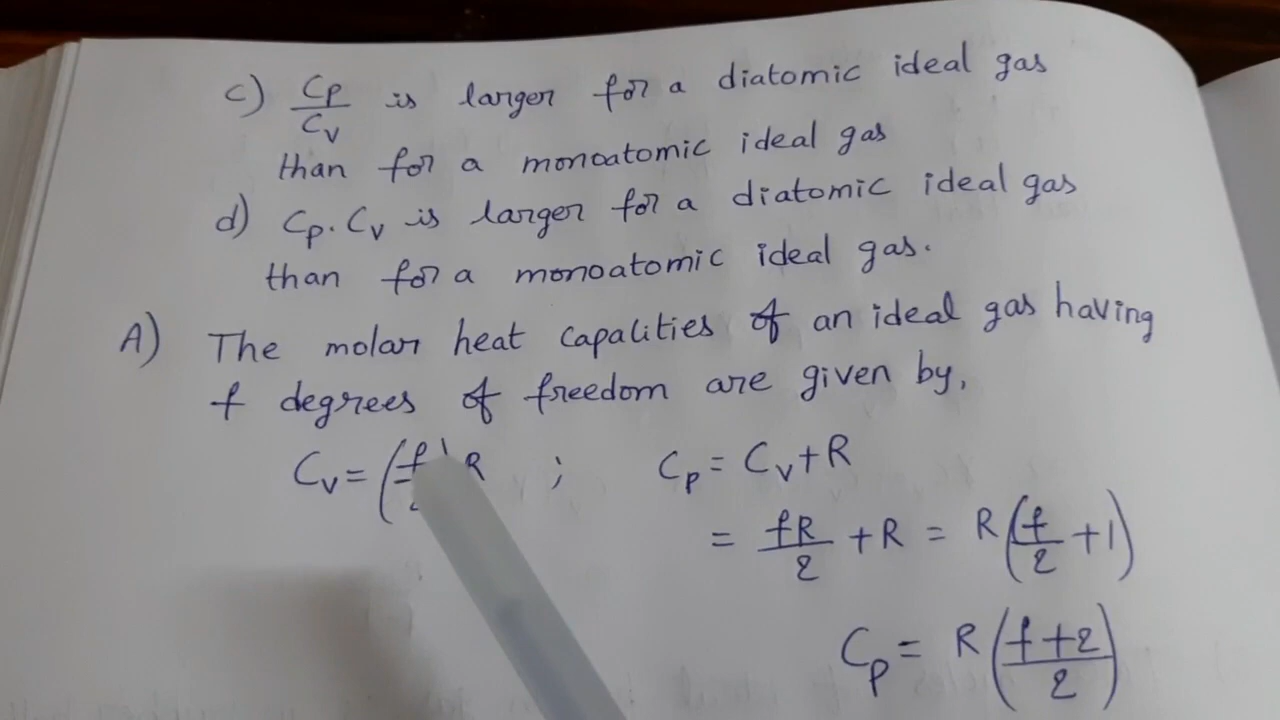 c) Cp/Cv is larger for a diatomic ideal gas
than for a monoatomic ideal gas
d) Cp. Cv is larger for a diatomic ideal gas
than for a monoatomic ideal gas.
A) The molar heat capalities of an ideal gas having
f degrees of freedom are given by,
Cv = (f R ; Cp = Cv+R
= fR/2 + R = R(f/2 + 1)
Cp = R(f+2/2)